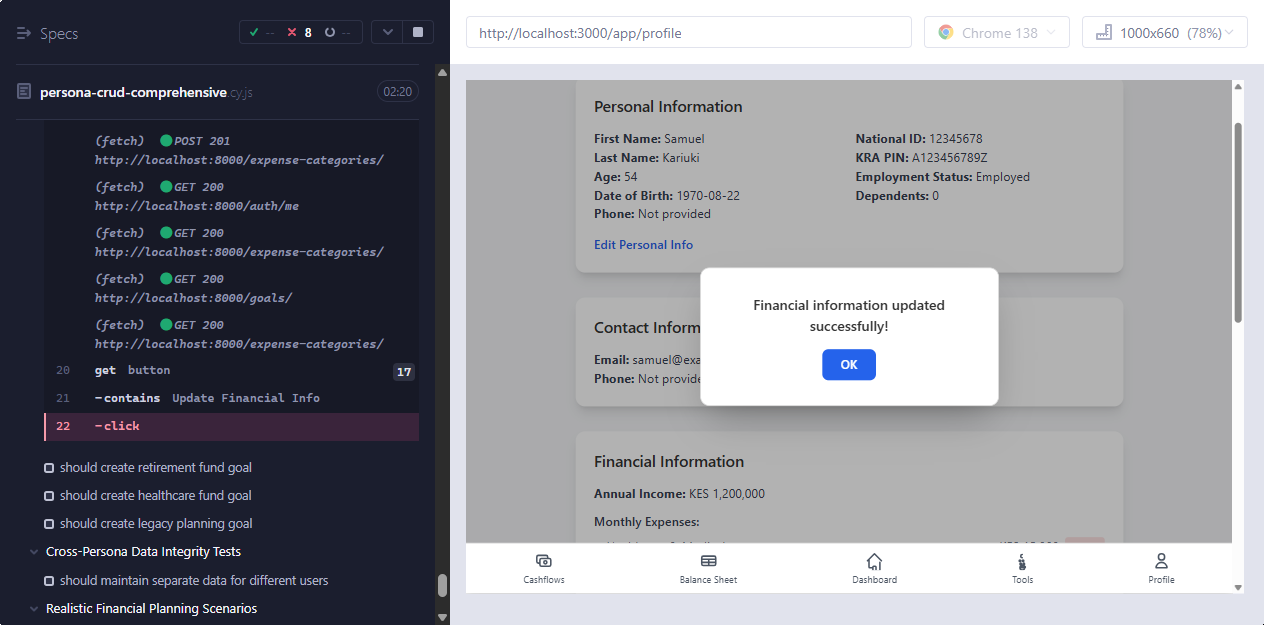 Specs
--
8
--
persona-crud-comprehensive.cy.js
02:20
(fetch) POST 201
http://localhost:8000/expense-categories/
(fetch) GET 200
http://localhost:8000/auth/me
(fetch) GET 200
http://localhost:8000/expense-categories/
(fetch) GET 200
http://localhost:8000/goals/
(fetch) GET 200
http://localhost:8000/expense-categories/
20 get button 17
21 -contains Update Financial Info
22 -click
should create retirement fund goal
should create healthcare fund goal
should create legacy planning goal
Cross-Persona Data Integrity Tests
should maintain separate data for different users
Realistic Financial Planning Scenarios
http://localhost:3000/app/profile
Chrome 138
1000x660 (78%)
Personal Information
First Name: Samuel
Last Name: Kariuki
Age: 54
Date of Birth: 1970-08-22
Phone: Not provided
National ID: 12345678
KRA PIN: A123456789Z
Employment Status: Employed
Dependents: 0
Edit Personal Info
Financial information updated
successfully!
OK
Contact Inform
Email: samuel@exa
Phone: Not provide
Financial Information
Annual Income: KES 1,200,000
Monthly Expenses:
Cashflows
Balance Sheet
Dashboard
Tools
Profile